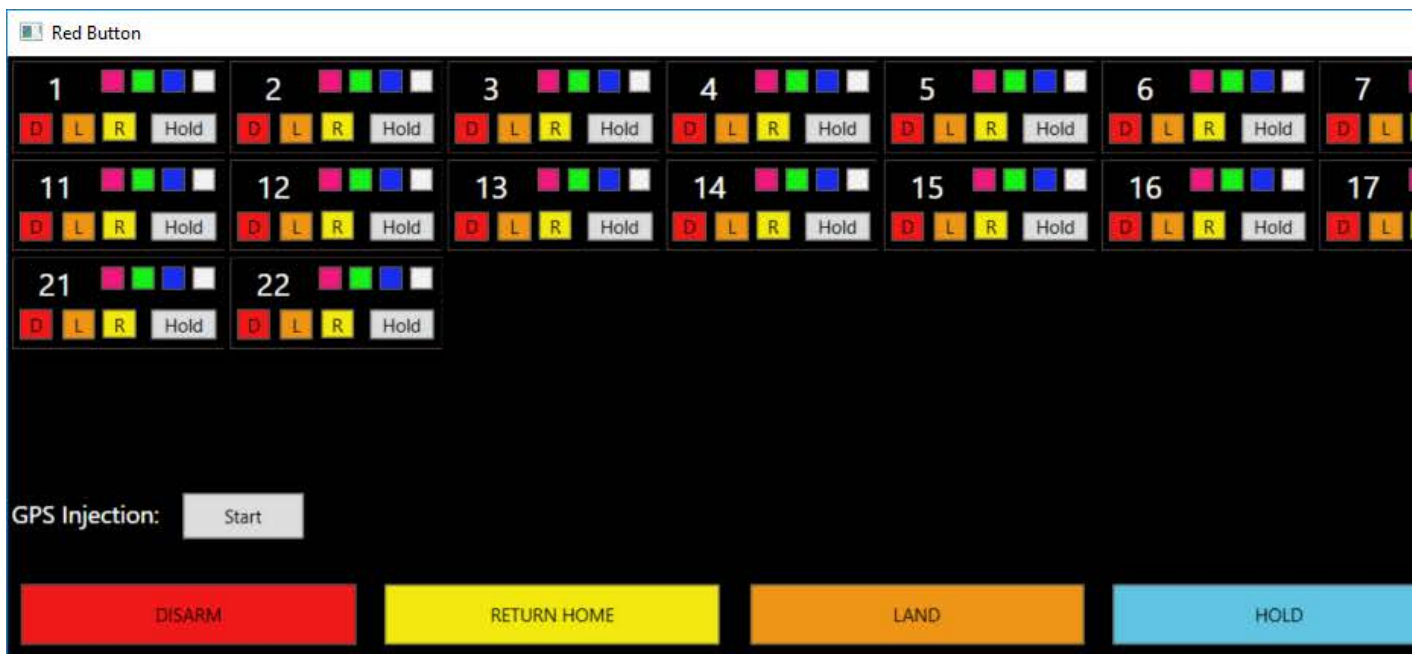 Red Button
1 2 3 4 5 6 7
D L R Hold D L R Hold D L R Hold D L R Hold D L R Hold D L R Hold D L
11 12 13 14 15 16 17
D L R Hold D L R Hold D L R Hold D L R Hold D L R Hold D L R Hold D L
21 22
D L R Hold D L R Hold
GPS Injection: Start
DISARM RETURN HOME LAND HOLD